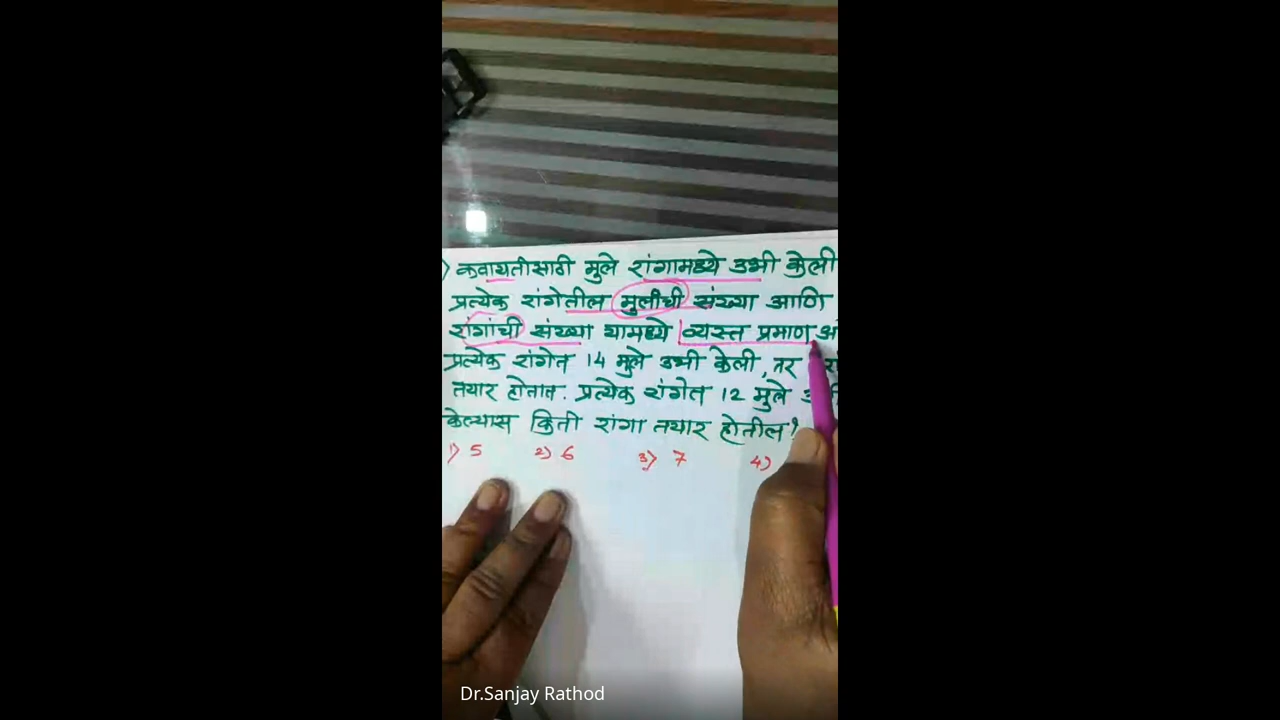 ) कवायतीसाठी मुले रांगामध्ये उभी केली
प्रत्येक रांगेतील मुलीची संख्या आणि
रांगांची संख्या यामध्ये व्यस्त प्रमाण
प्रत्येक रांगेत 14 मुले उभी केली, तर
तयार होतात. प्रत्येक रांगेत 12 मुले
केल्यास किती रांगा तयार होतील?
1) 5 2) 6 3) 7 4)
Dr.Sanjay Rathod